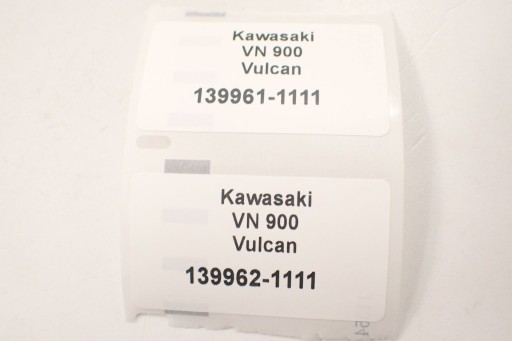 Kawasaki
VN 900
Vulcan
139961-1111
Kawasaki
VN 900
Vulcan
139962-1111